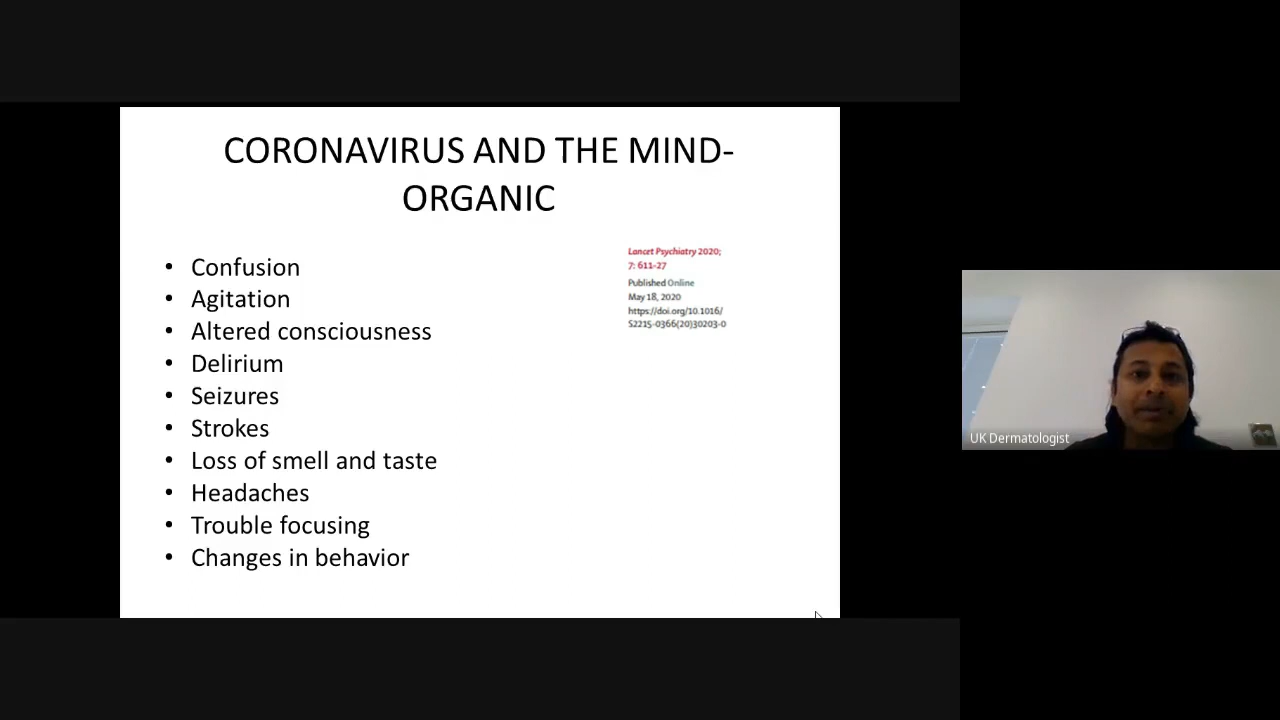 CORONAVIRUS AND THE MIND-
ORGANIC
• Confusion
• Agitation
• Altered consciousness
• Delirium
• Seizures
• Strokes
• Loss of smell and taste
• Headaches
• Trouble focusing
• Changes in behavior
Lancet Psychiatry 2020;
7: 611-27
Published Online
May 18, 2020
https://doi.org/10.1016/
S2215-0366(20)30203-0
UK Dermatologist